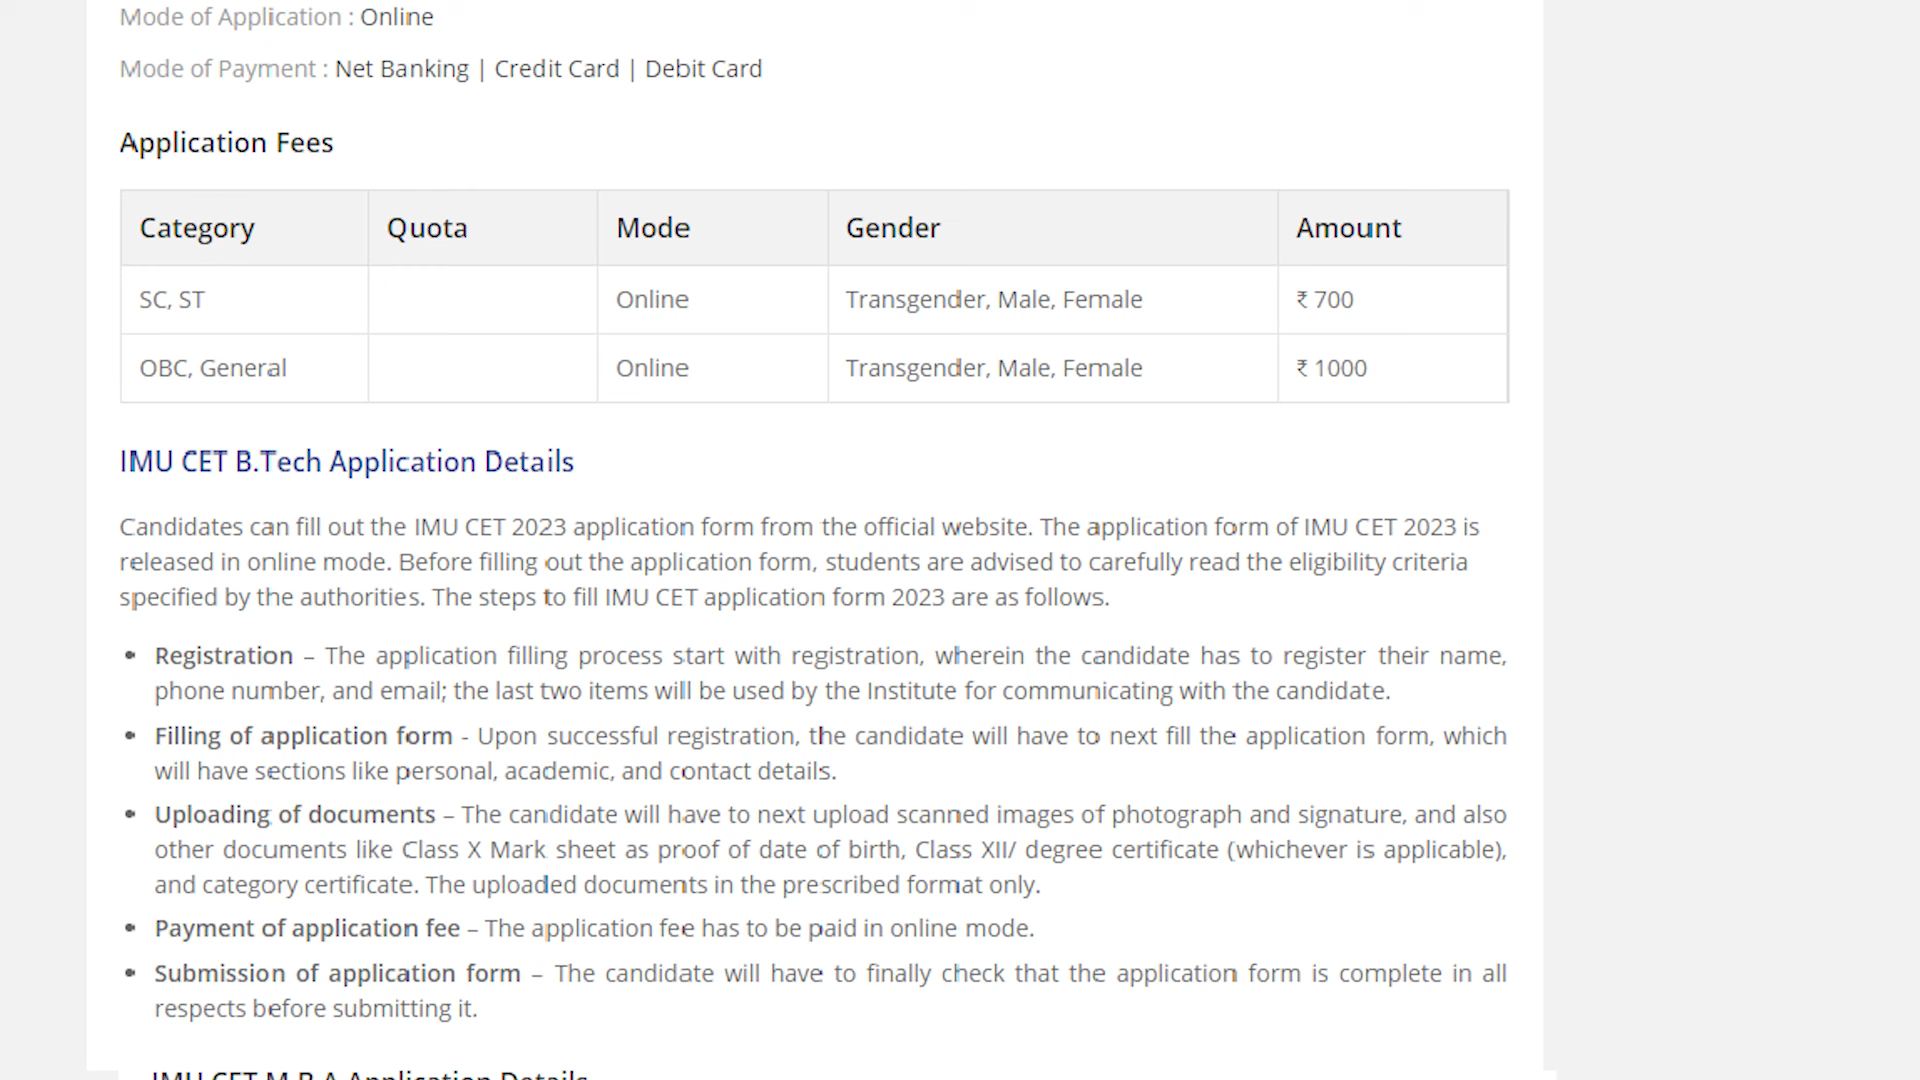 Mode of Application : Online
Mode of Payment : Net Banking | Credit Card | Debit Card
Application Fees
Category Quota Mode Gender Amount
SC, ST Online Transgender, Male, Female ₹ 700
OBC, General Online Transgender, Male, Female ₹ 1000
IMU CET B.Tech Application Details
Candidates can fill out the IMU CET 2023 application form from the official website. The application form of IMU CET 2023 is
released in online mode. Before filling out the application form, students are advised to carefully read the eligibility criteria
specified by the authorities. The steps to fill IMU CET application form 2023 are as follows.
• Registration – The application filling process start with registration, wherein the candidate has to register their name,
phone number, and email; the last two items will be used by the Institute for communicating with the candidate.
• Filling of application form - Upon successful registration, the candidate will have to next fill the application form, which
will have sections like personal, academic, and contact details.
• Uploading of documents – The candidate will have to next upload scanned images of photograph and signature, and also
other documents like Class X Mark sheet as proof of date of birth, Class XII/ degree certificate (whichever is applicable),
and category certificate. The uploaded documents in the prescribed format only.
• Payment of application fee – The application fee has to be paid in online mode.
• Submission of application form – The candidate will have to finally check that the application form is complete in all
respects before submitting it.
IMU CET M.B.A Application Details